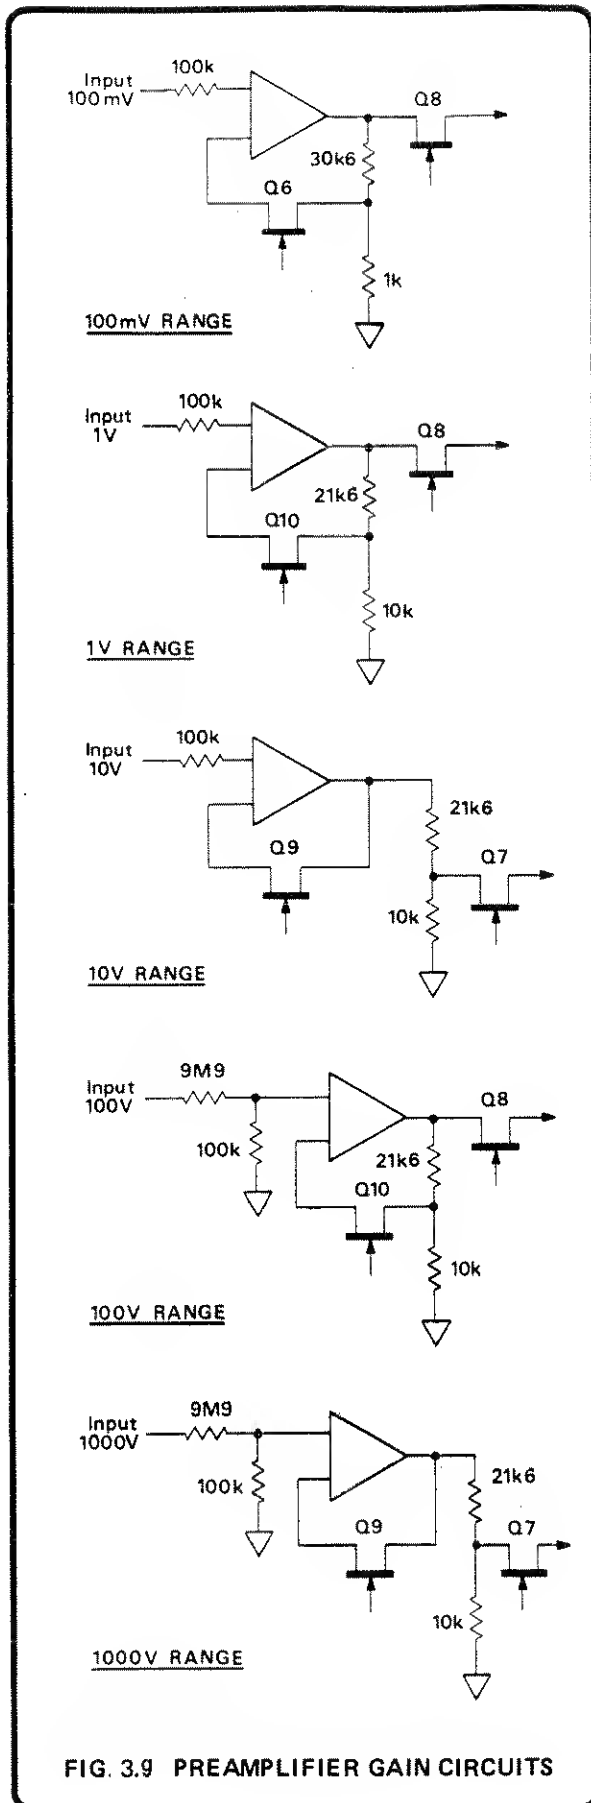 Input
100mV
100k
Q8
30k6
Q6
1k
100mV RANGE
Input
1V
100k
Q8
21k6
Q10
10k
1V RANGE
Input
10V
100k
21k6
Q9
Q7
10k
10V RANGE
Input
100V
9M9
Q8
100k
21k6
Q10
10k
100V RANGE
Input
1000V
9M9
100k
21k6
Q9
Q7
10k
1000V RANGE
FIG. 3.9 PREAMPLIFIER GAIN CIRCUITS